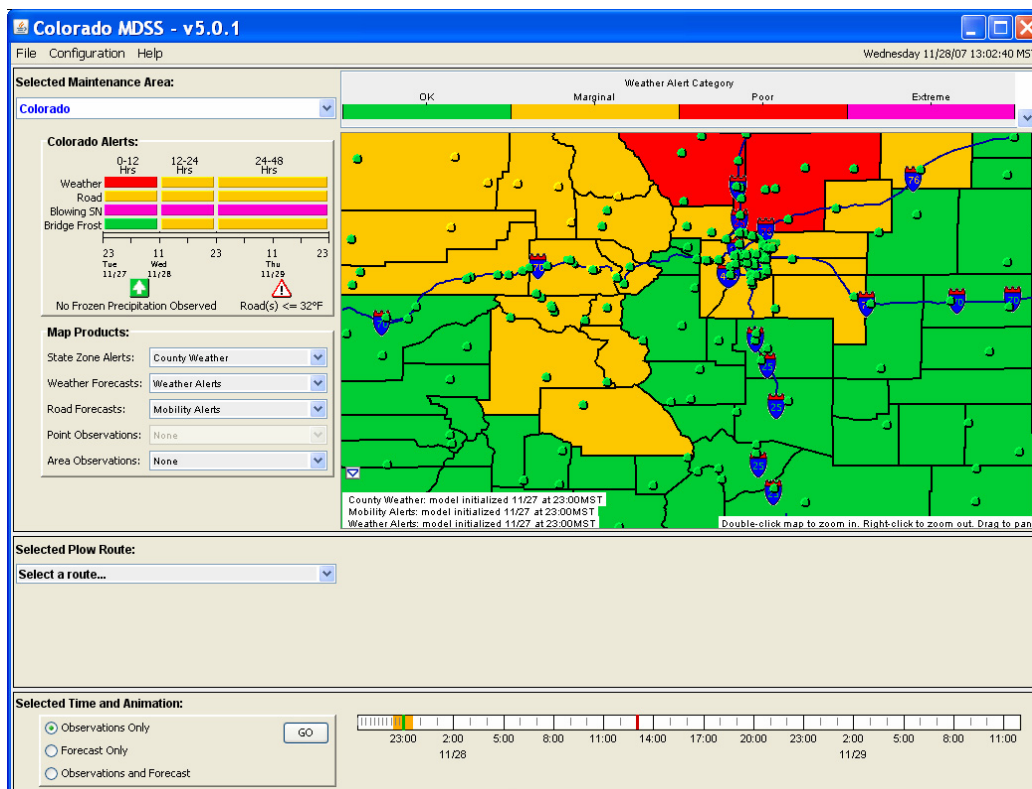 Colorado MDSS - v5.0.1
File Configuration Help
Wednesday 11/28/07 13:02:40 MST
Selected Maintenance Area:
Colorado
Weather Alert Category
OK Marginal Poor Extreme
Colorado Alerts:
0-12 Hrs 12-24 Hrs 24-48 Hrs
Weather
Road
Blowing SN
Bridge Frost
23 11 23 11 23
Tue Wed Thu
11/27 11/28 11/29
No Frozen Precipitation Observed Road(s) <= 32°F
Map Products:
State Zone Alerts: County Weather
Weather Forecasts: Weather Alerts
Road Forecasts: Mobility Alerts
Point Observations: None
Area Observations: None
76
70
70
70
70
25
25
County Weather: model initialized 11/27 at 23:00MST
Mobility Alerts: model initialized 11/27 at 23:00MST
Weather Alerts: model initialized 11/27 at 23:00MST
Double-click map to zoom in. Right-click to zoom out. Drag to pan
Selected Plow Route:
Select a route...
Selected Time and Animation:
Observations Only
GO
Forecast Only
Observations and Forecast
23:00 2:00 5:00 8:00 11:00 14:00 17:00 20:00 23:00 2:00 5:00 8:00 11:00
11/28 11/29